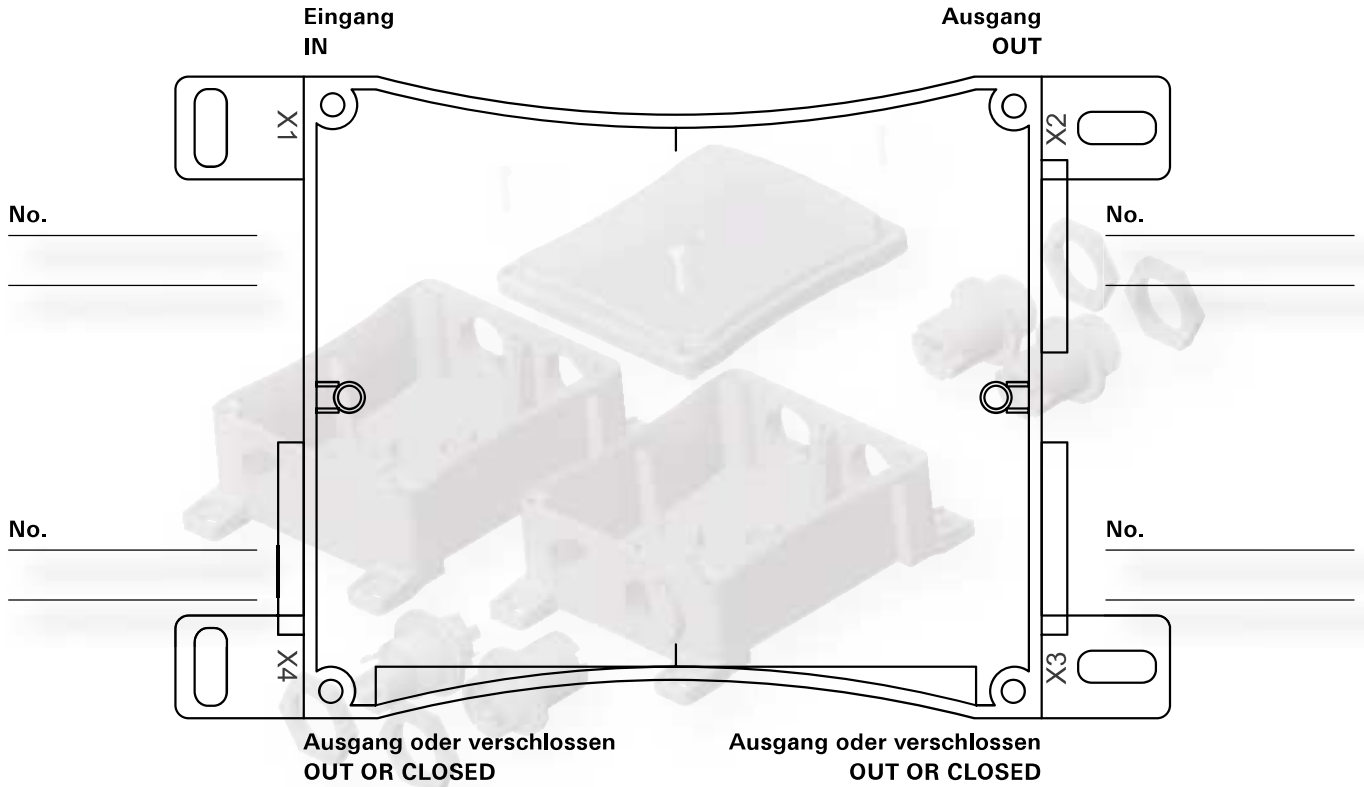 Eingang
IN
Ausgang
OUT
X1
X2
No.
No.
No.
No.
X4
X3
Ausgang oder verschlossen
OUT OR CLOSED
Ausgang oder verschlossen
OUT OR CLOSED